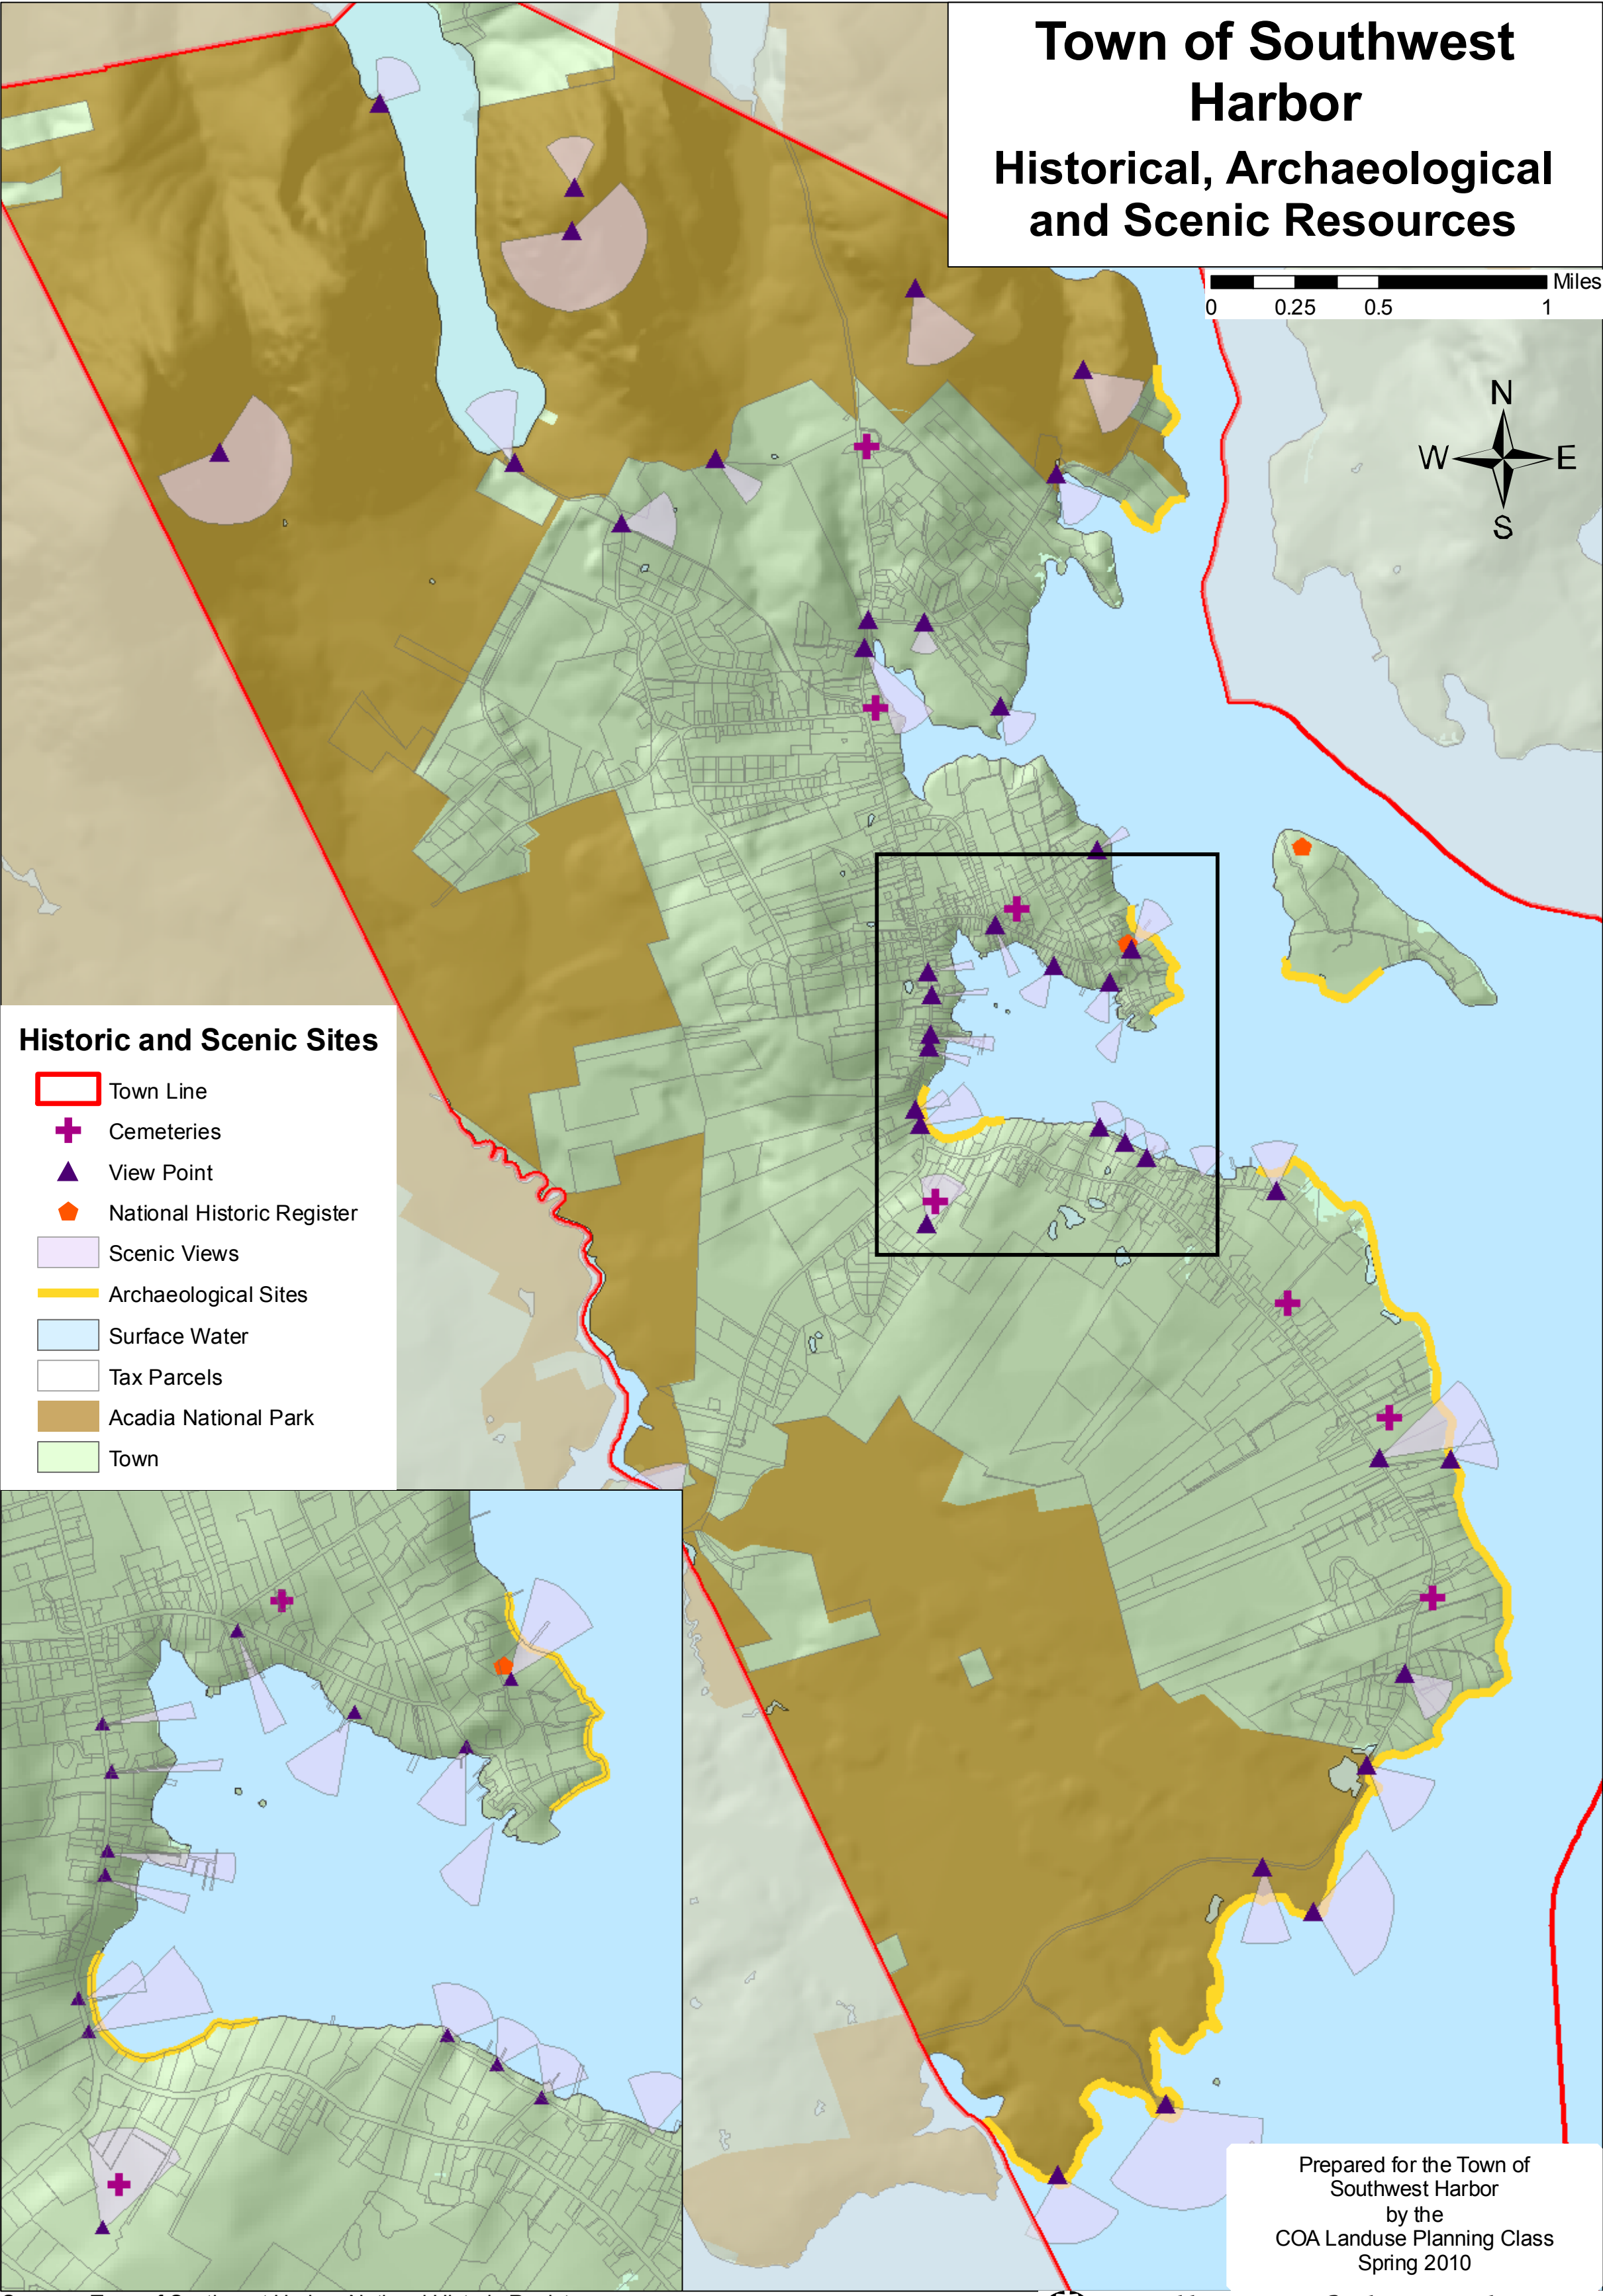 Town of Southwest
Harbor
Historical, Archaeological
and Scenic Resources
Miles
0 0.25 0.5 1
N
W E
S
Historic and Scenic Sites
Town Line
Cemeteries
View Point
National Historic Register
Scenic Views
Archaeological Sites
Surface Water
Tax Parcels
Acadia National Park
Town
Prepared for the Town of
Southwest Harbor
by the
COA Landuse Planning Class
Spring 2010